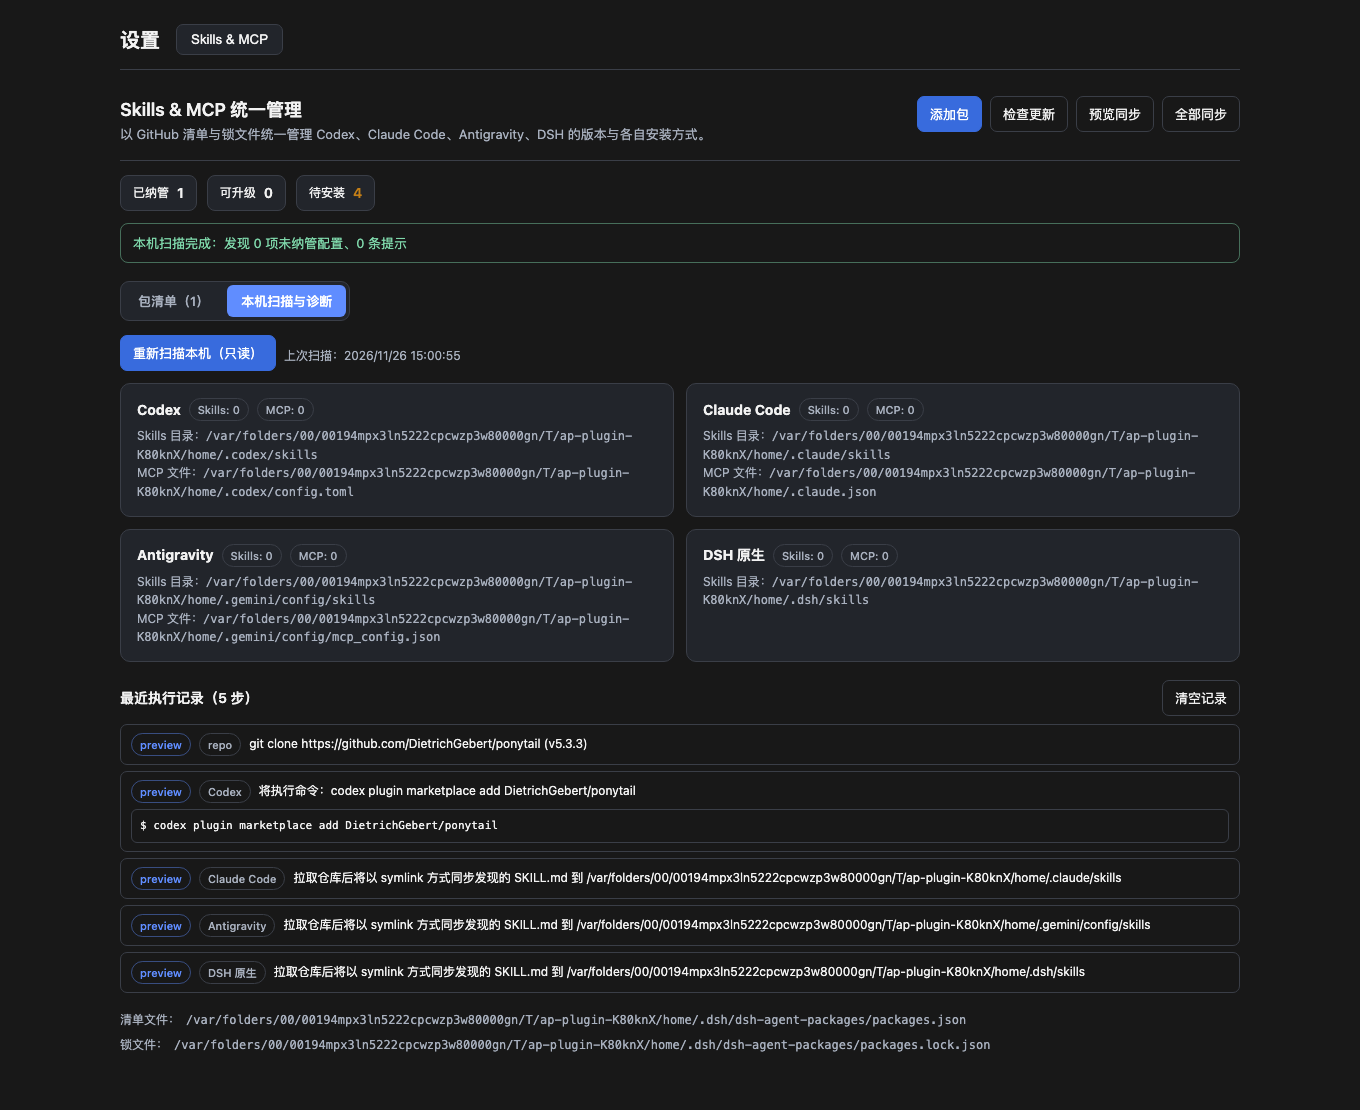 设置 Skills & MCP
Skills & MCP 统一管理
以 GitHub 清单与锁文件统一管理 Codex、Claude Code、Antigravity、DSH 的版本与各自安装方式。
添加包 检查更新 预览同步 全部同步
已纳管 1 可升级 0 待安装 4
本机扫描完成：发现 0 项未纳管配置、0 条提示
包清单（1） 本机扫描与诊断
重新扫描本机（只读） 上次扫描：2026/11/26 15:00:55
Codex Skills: 0 MCP: 0
Skills 目录：/var/folders/00/00194mpx3ln5222cpcwzp3w80000gn/T/ap-plugin-
K80knX/home/.codex/skills
MCP 文件：/var/folders/00/00194mpx3ln5222cpcwzp3w80000gn/T/ap-plugin-
K80knX/home/.codex/config.toml
Claude Code Skills: 0 MCP: 0
Skills 目录：/var/folders/00/00194mpx3ln5222cpcwzp3w80000gn/T/ap-plugin-
K80knX/home/.claude/skills
MCP 文件：/var/folders/00/00194mpx3ln5222cpcwzp3w80000gn/T/ap-plugin-
K80knX/home/.claude.json
Antigravity Skills: 0 MCP: 0
Skills 目录：/var/folders/00/00194mpx3ln5222cpcwzp3w80000gn/T/ap-plugin-
K80knX/home/.gemini/config/skills
MCP 文件：/var/folders/00/00194mpx3ln5222cpcwzp3w80000gn/T/ap-plugin-
K80knX/home/.gemini/config/mcp_config.json
DSH 原生 Skills: 0 MCP: 0
Skills 目录：/var/folders/00/00194mpx3ln5222cpcwzp3w80000gn/T/ap-plugin-
K80knX/home/.dsh/skills
最近执行记录（5 步） 清空记录
preview repo git clone https://github.com/DietrichGebert/ponytail (v5.3.3)
preview Codex 将执行命令：codex plugin marketplace add DietrichGebert/ponytail
$ codex plugin marketplace add DietrichGebert/ponytail
preview Claude Code 拉取仓库后将以 symlink 方式同步发现的 SKILL.md 到 /var/folders/00/00194mpx3ln5222cpcwzp3w80000gn/T/ap-plugin-K80knX/home/.claude/skills
preview Antigravity 拉取仓库后将以 symlink 方式同步发现的 SKILL.md 到 /var/folders/00/00194mpx3ln5222cpcwzp3w80000gn/T/ap-plugin-K80knX/home/.gemini/config/skills
preview DSH 原生 拉取仓库后将以 symlink 方式同步发现的 SKILL.md 到 /var/folders/00/00194mpx3ln5222cpcwzp3w80000gn/T/ap-plugin-K80knX/home/.dsh/skills
清单文件： /var/folders/00/00194mpx3ln5222cpcwzp3w80000gn/T/ap-plugin-K80knX/home/.dsh/dsh-agent-packages/packages.json
锁文件： /var/folders/00/00194mpx3ln5222cpcwzp3w80000gn/T/ap-plugin-K80knX/home/.dsh/dsh-agent-packages/packages.lock.json